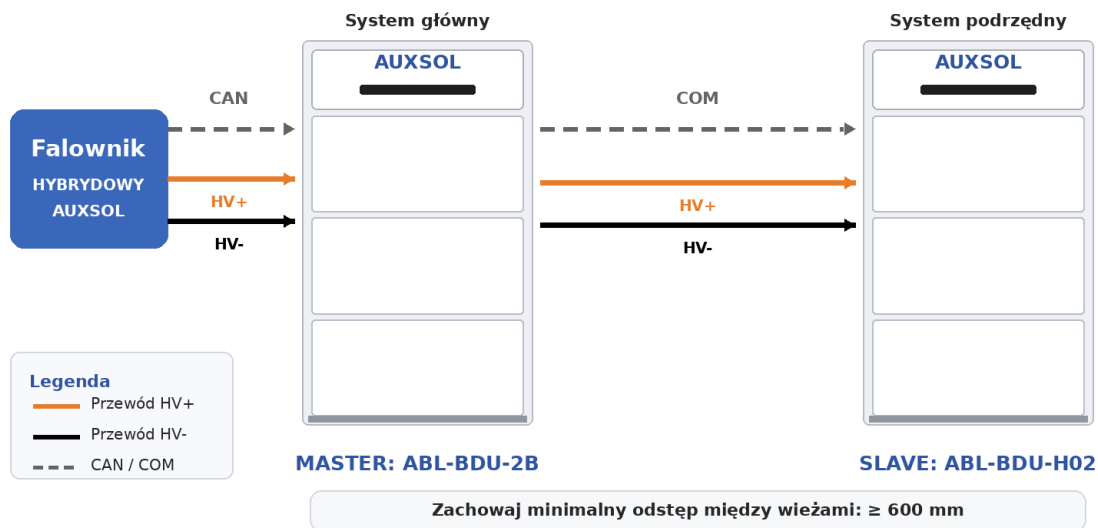 System główny
System podrzędny
AUXSOL
AUXSOL
CAN
COM
Falownik
HYBRYDOWY
AUXSOL
HV+
HV-
HV+
HV-
Legenda
Przewód HV+
Przewód HV-
CAN / COM
MASTER: ABL-BDU-2B
SLAVE: ABL-BDU-H02
Zachowaj minimalny odstęp między wieżami: ≥ 600 mm